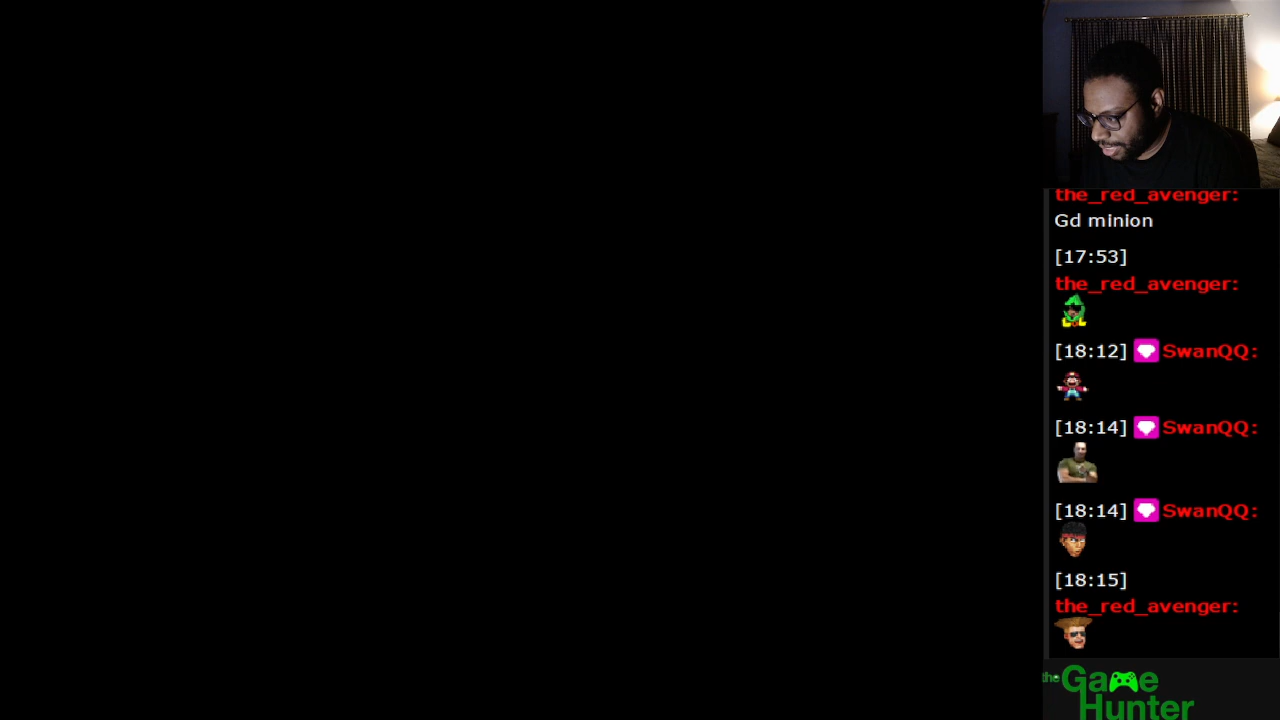 the_red_avenger:
Gd minion
[17:53]
the_red_avenger:
[18:12] SwanQQ:
[18:14] SwanQQ:
[18:14] SwanQQ:
[18:15]
the_red_avenger:
the Game
Hunter